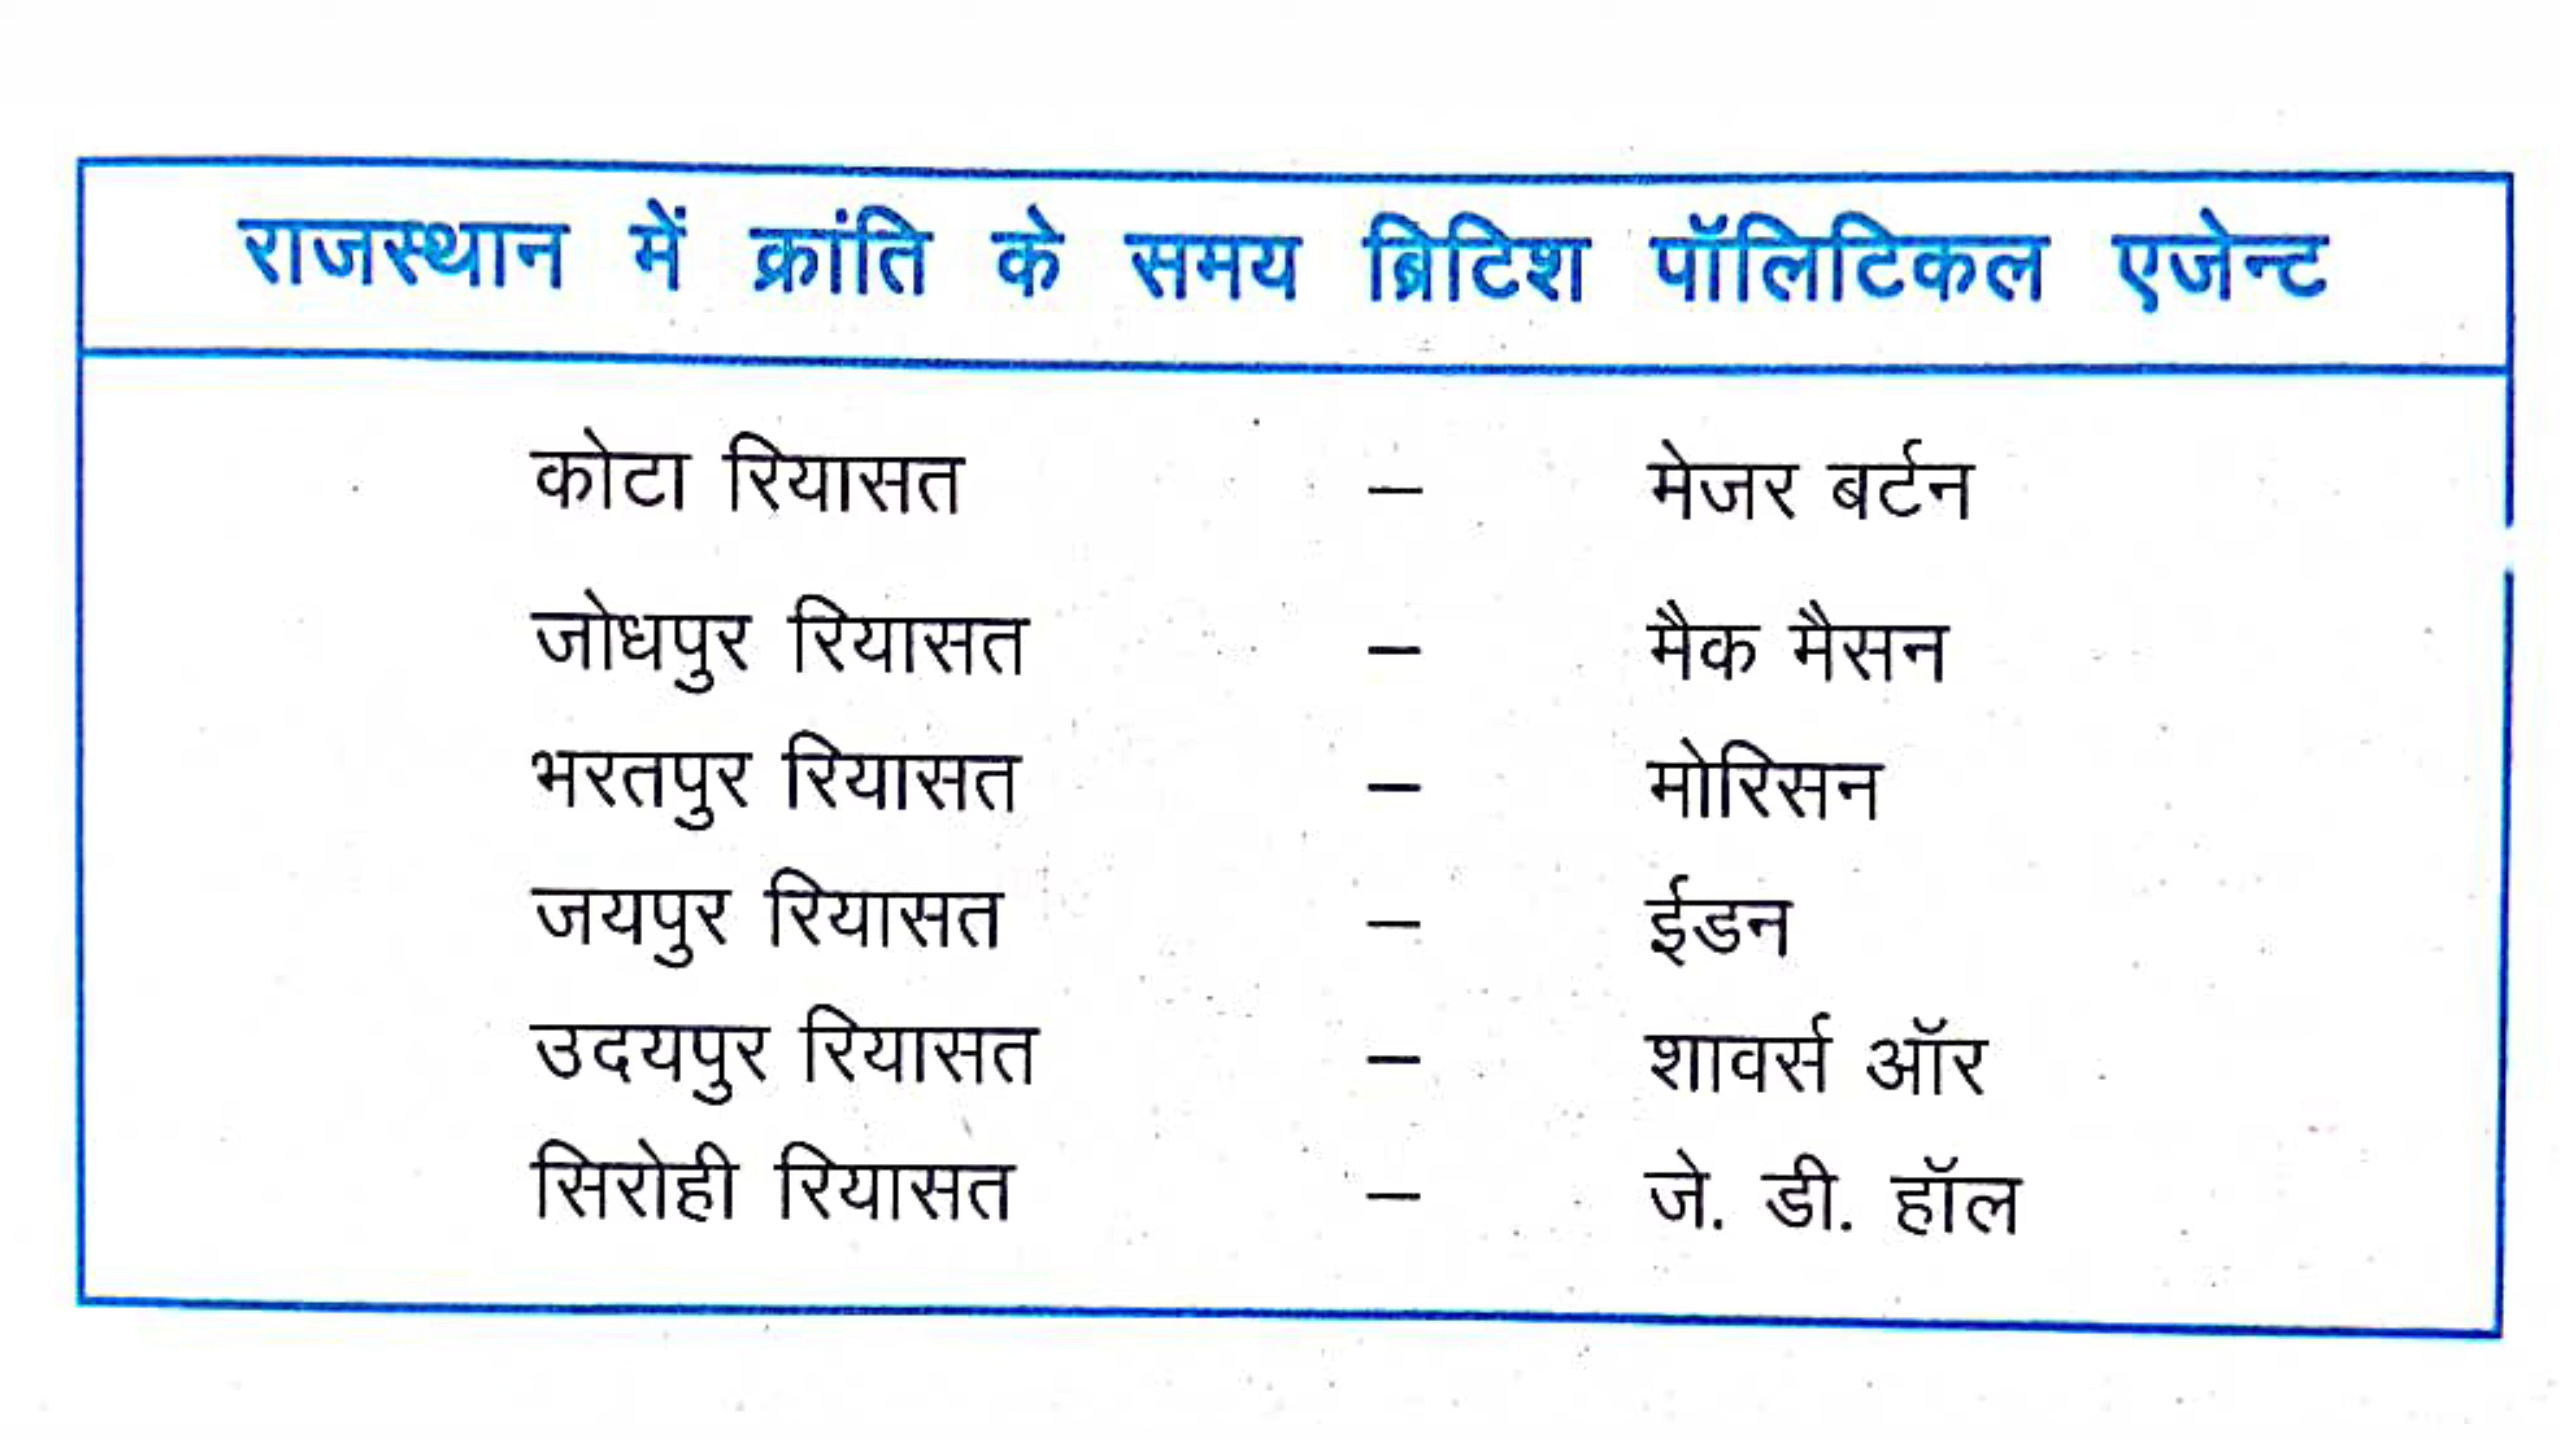 राजस्थान में क्रांति के समय ब्रिटिश पॉलिटिकल एजेन्ट
कोटा रियासत – मेजर बर्टन
जोधपुर रियासत – मैक मैसन
भरतपुर रियासत – मोरिसन
जयपुर रियासत – ईडन
उदयपुर रियासत – शावर्स ऑर
सिरोही रियासत – जे. डी. हॉल